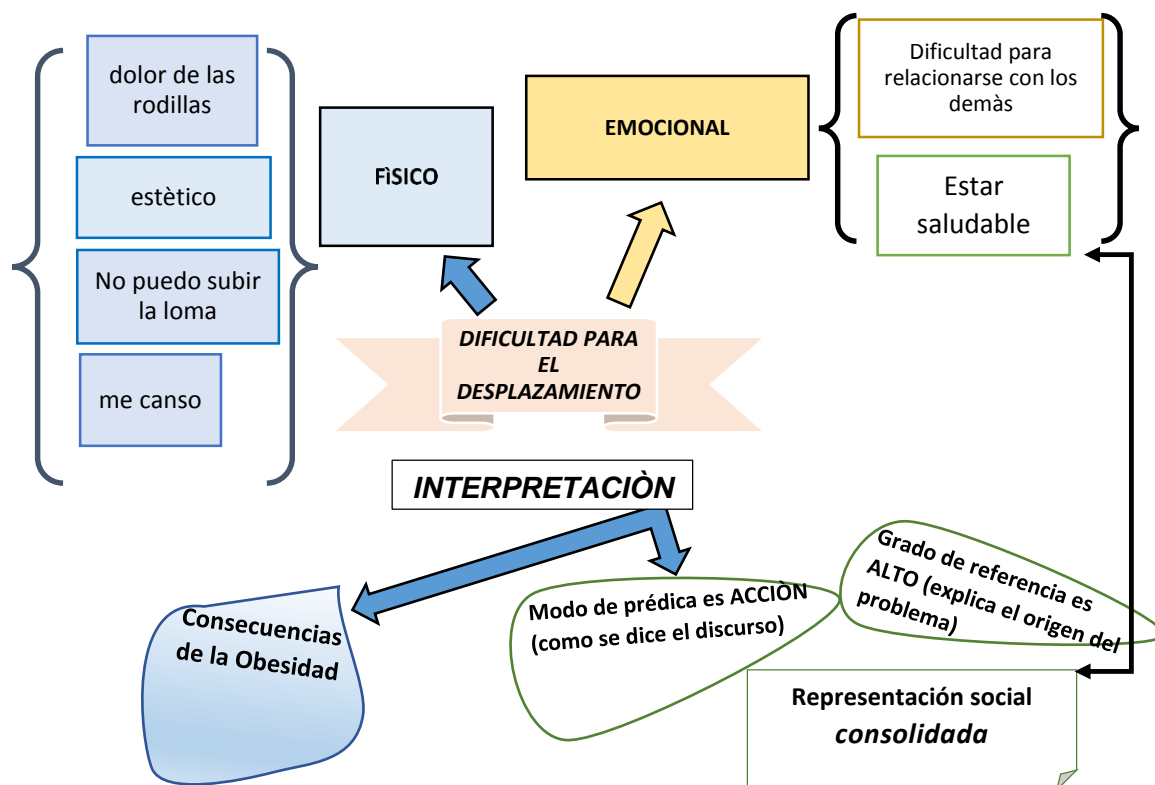 dolor de las
rodillas
estètico
No puedo subir
la loma
me canso
FÌSICO
EMOCIONAL
Dificultad para
relacionarse con los
demàs
Estar
saludable
DIFICULTAD PARA
EL
DESPLAZAMIENTO
INTERPRETACIÒN
Consecuencias
de la Obesidad
Modo de prédica es ACCIÒN
(como se dice el discurso)
Grado de referencia es
ALTO (explica el origen del
problema)
Representación social
consolidada